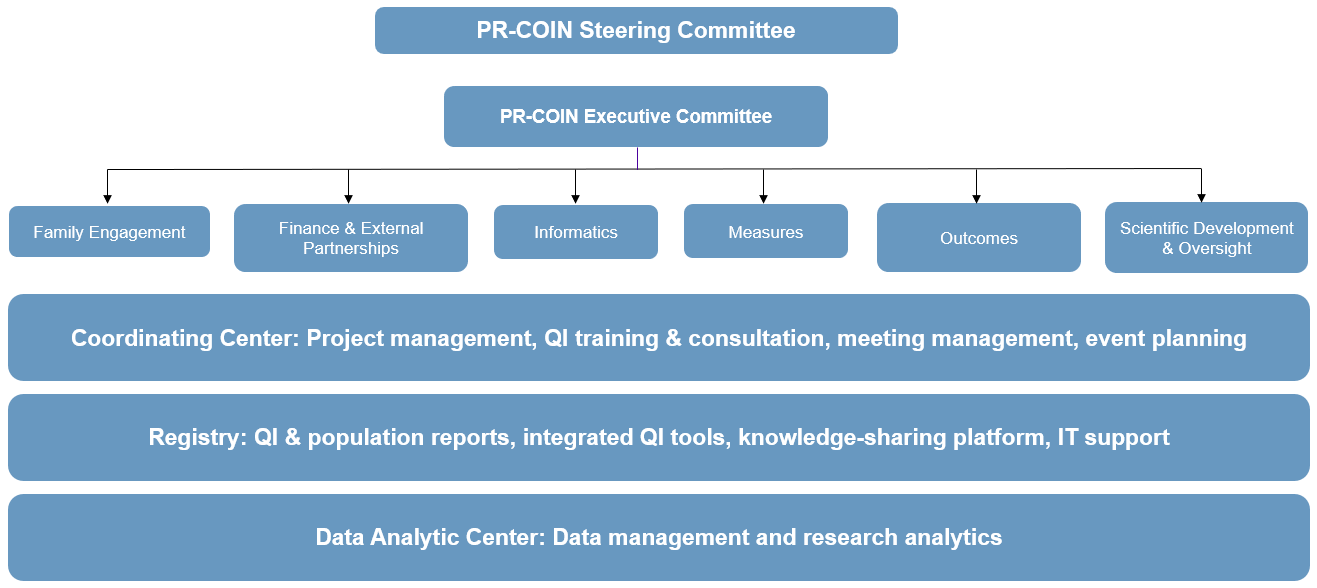 PR-COIN Steering Committee
PR-COIN Executive Committee
Family Engagement
Finance & External
Partnerships
Informatics
Measures
Outcomes
Scientific Development
& Oversight
Coordinating Center: Project management, QI training & consultation, meeting management, event planning
Registry: QI & population reports, integrated QI tools, knowledge-sharing platform, IT support
Data Analytic Center: Data management and research analytics